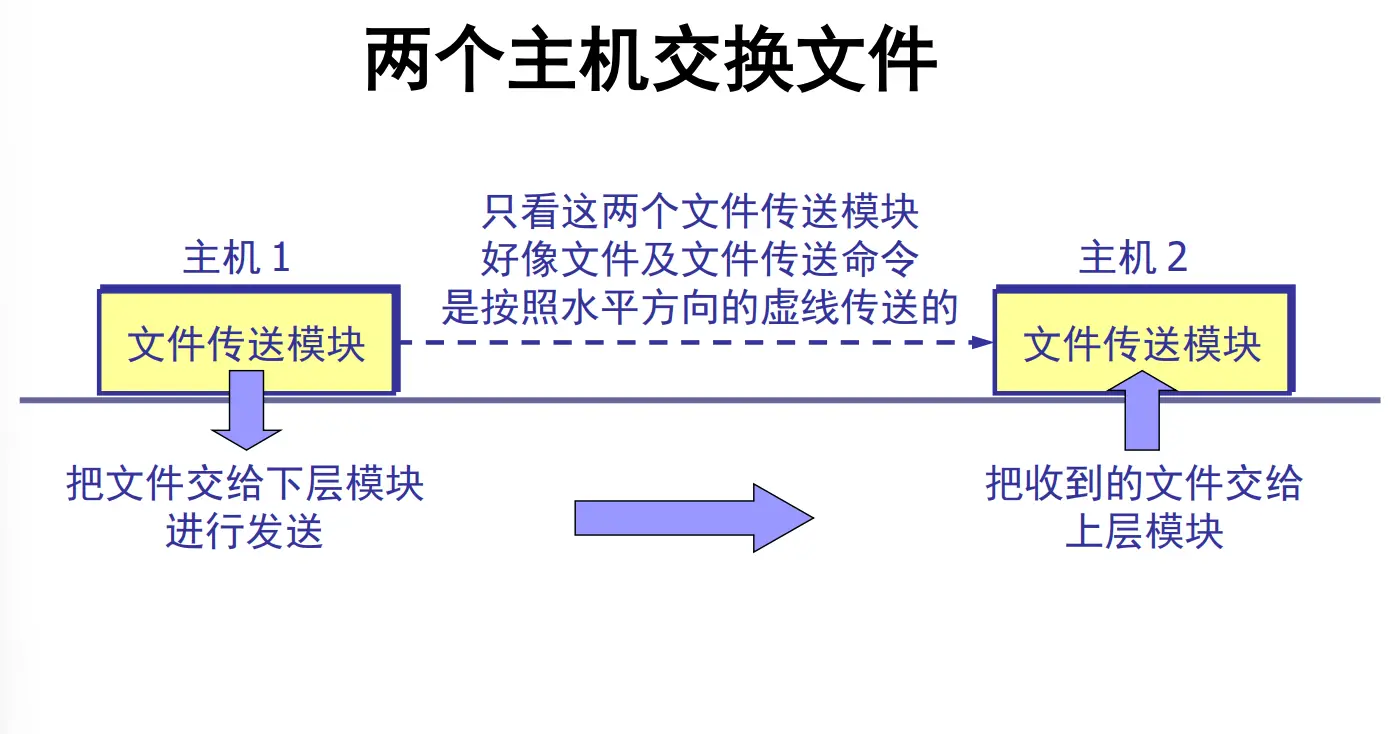 两个主机交换文件
只看这两个文件传送模块
好像文件及文件传送命令
是按照水平方向的虚线传送的
主机 1
主机 2
文件传送模块
文件传送模块
把文件交给下层模块
进行发送
把收到的文件交给
上层模块